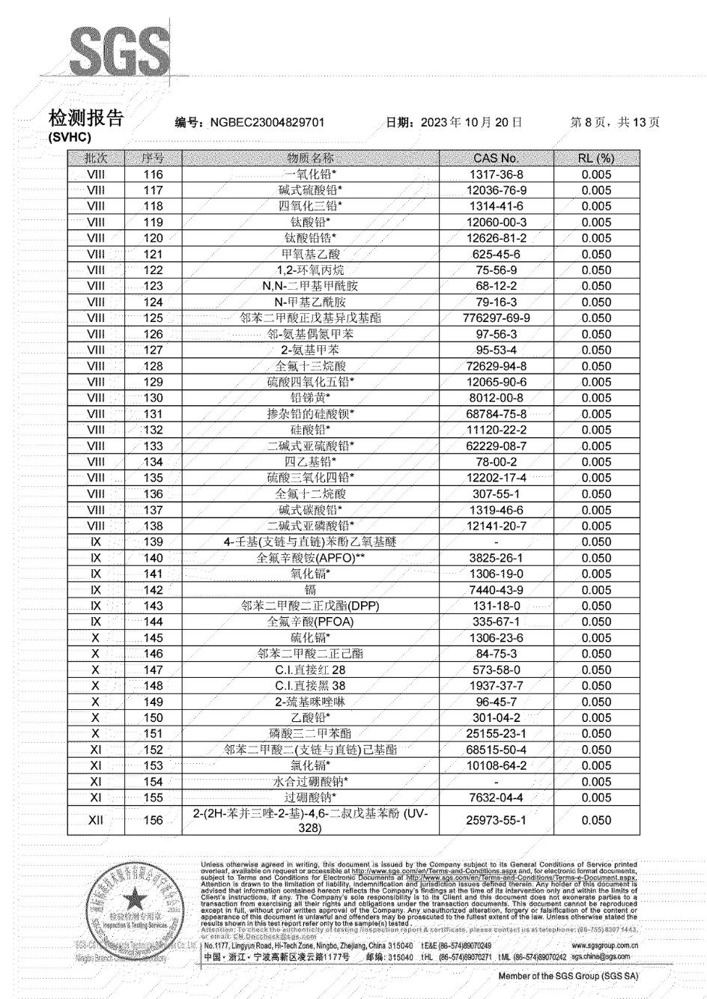 SGS
检测报告
(SVHC)
编号: NGBEC23004829701 日期: 2023年10月20日 第8页, 共13页
批次 序号 物质名称 CAS No. RL (%)
VIII 116 一氧化铅* 1317-36-8 0.005
VIII 117 碱式硫酸铅* 12036-76-9 0.005
VIII 118 四氧化三铅* 1314-41-6 0.005
VIII 119 钛酸铅* 12060-00-3 0.005
VIII 120 钛酸铅锆* 12626-81-2 0.005
VIII 121 甲氧基乙酸 625-45-6 0.050
VIII 122 1,2-环氧丙烷 75-56-9 0.050
VIII 123 N,N-二甲基甲酰胺 68-12-2 0.050
VIII 124 N-甲基乙酰胺 79-16-3 0.050
VIII 125 邻苯二甲酸正戊基异戊基酯 776297-69-9 0.050
VIII 126 邻-氨基偶氮甲苯 97-56-3 0.050
VIII 127 2-氨基甲苯 95-53-4 0.050
VIII 128 全氟十三烷酸 72629-94-8 0.050
VIII 129 硫酸四氧化五铅* 12065-90-6 0.005
VIII 130 铅锑黄* 8012-00-8 0.005
VIII 131 掺杂铅的硅酸钡* 68784-75-8 0.005
VIII 132 硅酸铅* 11120-22-2 0.005
VIII 133 二碱式亚硫酸铅* 62229-08-7 0.005
VIII 134 四乙基铅* 78-00-2 0.005
VIII 135 硫酸三氧化四铅* 12202-17-4 0.005
VIII 136 全氟十二烷酸 307-55-1 0.050
VIII 137 碱式碳酸铅* 1319-46-6 0.005
VIII 138 二碱式亚磷酸铅* 12141-20-7 0.005
IX 139 4-壬基(支链与直链)苯酚乙氧基醚 - 0.050
IX 140 全氟辛酸铵(APFO)** 3825-26-1 0.050
IX 141 氧化镉* 1306-19-0 0.005
IX 142 镉 7440-43-9 0.005
IX 143 邻苯二甲酸二正戊酯(DPP) 131-18-0 0.050
IX 144 全氟辛酸(PFOA) 335-67-1 0.050
X 145 硫化镉* 1306-23-6 0.005
X 146 邻苯二甲酸二正己酯 84-75-3 0.050
X 147 C.I.直接红 28 573-58-0 0.050
X 148 C.I.直接黑 38 1937-37-7 0.050
X 149 2-巯基咪唑啉 96-45-7 0.050
X 150 乙酸铅* 301-04-2 0.005
X 151 磷酸三二甲苯酯 25155-23-1 0.050
XI 152 邻苯二甲酸二(支链与直链)己基酯 68515-50-4 0.050
XI 153 氯化镉* 10108-64-2 0.005
XI 154 水合过硼酸钠* - 0.005
XI 155 过硼酸钠* 7632-04-4 0.005
XII 156 2-(2H-苯并三唑-2-基)-4,6-二叔戊基苯酚 (UV-
328) 25973-55-1 0.050
Unless otherwise agreed in writing, this document is issued by the Company subject to its General Conditions of Service printed
overleaf, available on request or accessible at http://www.sgs.com/en/Terms-and-Conditions.aspx and, for electronic format documents,
subject to Terms and Conditions for Electronic Documents at http://www.sgs.com/en/Terms-and-Conditions/Terms-e-Document.aspx.
Attention is drawn to the limitation of liability, indemnification and jurisdiction issues defined therein. Any holder of this document is
advised that information contained hereon reflects the Company's findings at the time of its intervention only and within the limits of
Client's instructions, if any. The Company's sole responsibility is to its Client and this document does not exonerate parties to a
transaction from exercising all their rights and obligations under the transaction documents. This document cannot be reproduced
except in full, without prior written approval of the Company. Any unauthorized alteration, forgery or falsification of the content or
appearance of this document is unlawful and offenders may be prosecuted to the fullest extent of the law. Unless otherwise stated the
results shown in this test report refer only to the sample(s) tested.
Attention: To check the authenticity of testing /inspection report & certificate, please contact us at telephone: (86-755) 8307 1443,
or email: CN.Doccheck@sgs.com
检验检测专用章
Inspection & Testing Services
No.1177, Lingyun Road, Hi-Tech Zone, Ningbo, Zhejiang, China 315040 t E&E (86-574)89070249 www.sgsgroup.com.cn
中国·浙江·宁波高新区凌云路1177号 邮编: 315040 t HL (86-574)89070271 t ML (86-574)89070242 sgs.china@sgs.com
Member of the SGS Group (SGS SA)